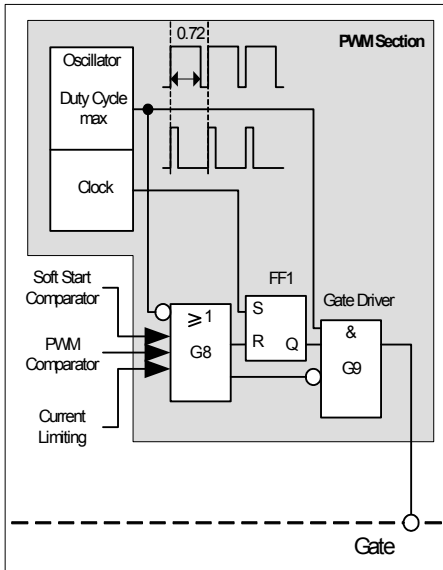 0.72
PWM Section
Oscillator
Duty Cycle
max
Clock
FF1
Soft Start
Comparator
S
Gate Driver
≥1
&
PWM
Comparator
G8
R
Q
G9
Current
Limiting
Gate